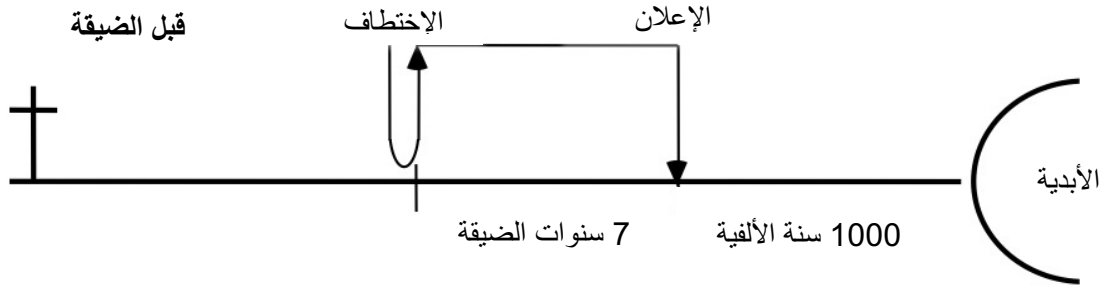 قبل الضيقة
الإختطاف
الإعلان
الأبدية
7 سنوات الضيقة
1000 سنة الألفية